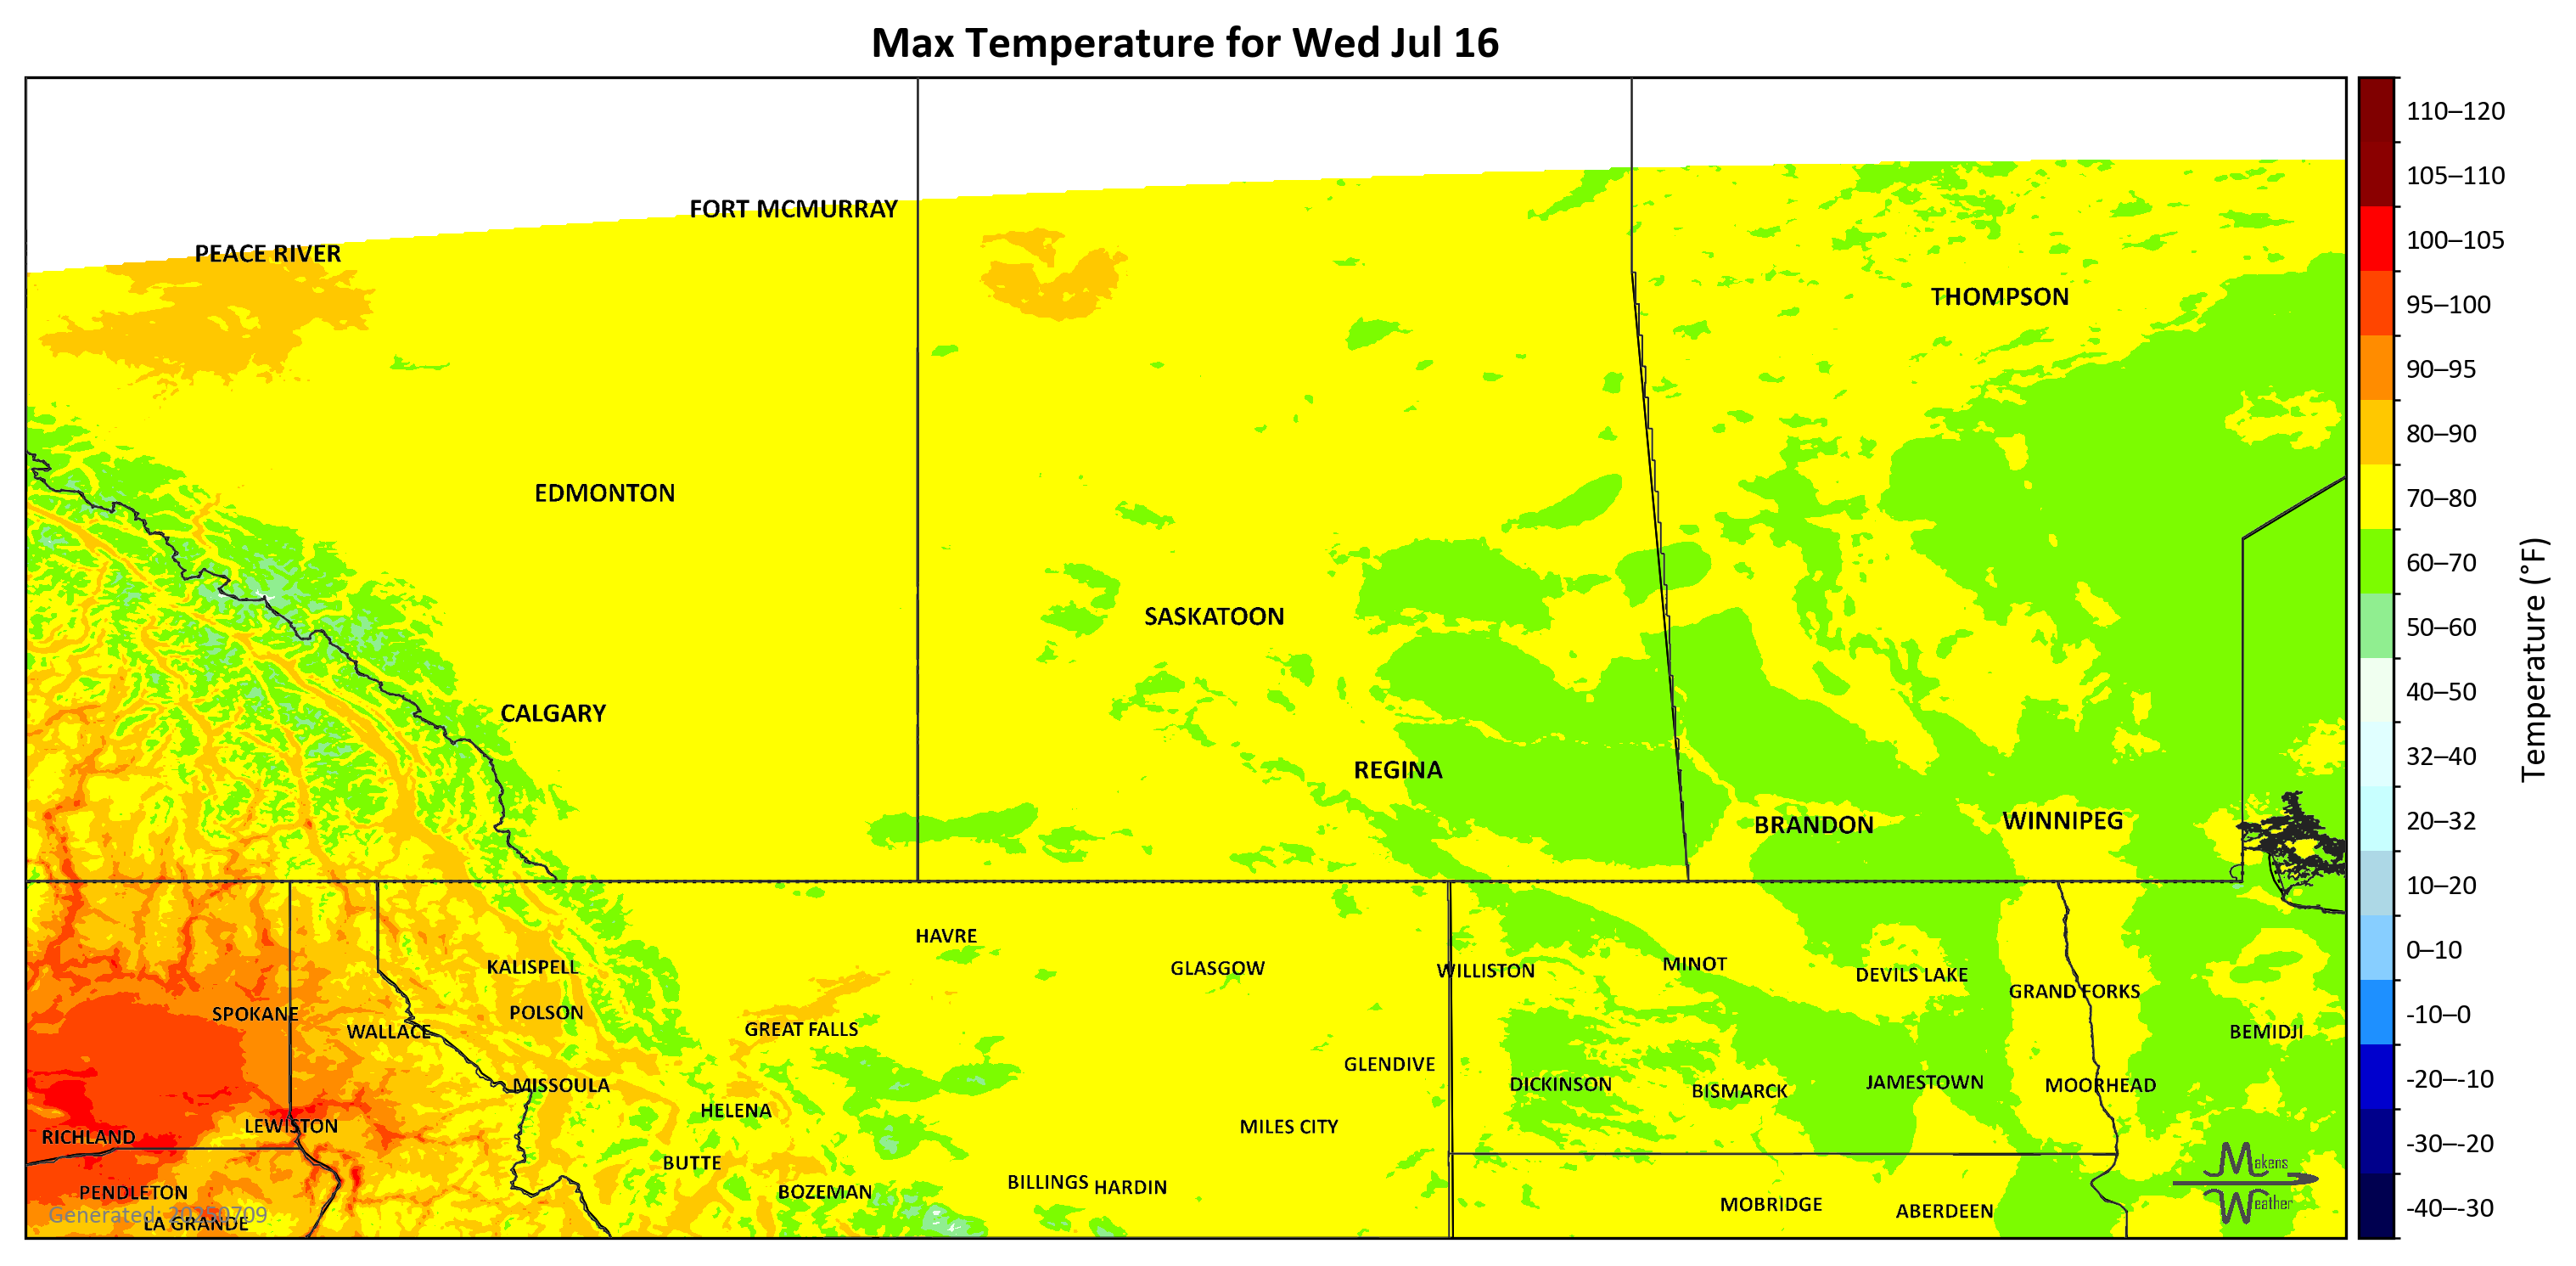 Max Temperature for Wed Jul 16
FORT MCMURRAY
PEACE RIVER
THOMPSON
EDMONTON
SASKATOON
CALGARY
REGINA
BRANDON
WINNIPEG
HAVRE
KALISPELL
GLASGOW
WILLISTON
MINOT
DEVILS LAKE
GRAND FORKS
SPOKANE
POLSON
WALLACE
GREAT FALLS
BEMIDJI
GLENDIVE
MISSOULA
DICKINSON
BISMARCK
JAMESTOWN
MOORHEAD
HELENA
LEWISTON
MILES CITY
RICHLAND
BUTTE
BOZEMAN
BILLINGS
HARDIN
PENDLETON
MOBRIDGE
ABERDEEN
Generated: 20250709
LA GRANDE
Makens
Weather
110–120
105–110
100–105
95–100
90–95
80–90
70–80
60–70
50–60
40–50
32–40
20–32
10–20
0–10
-10–0
-20–-10
-30–-20
-40–-30
Temperature (°F)